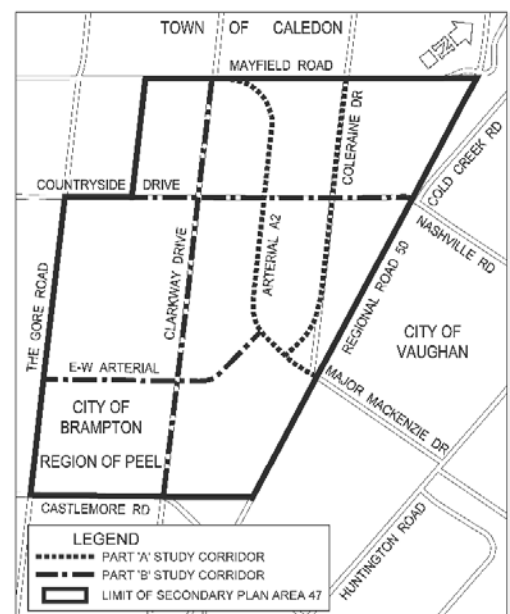 TOWN OF CALEDON
MAYFIELD ROAD
COLERAINE DR
COLD CREEK RD
COUNTRYSIDE DRIVE
NASHVILLE RD
ARTERIAL A2
CLARKWAY DRIVE
REGIONAL ROAD 50
THE GORE ROAD
CITY OF
VAUGHAN
E-W ARTERIAL
MAJOR MACKENZIE DR
CITY OF
BRAMPTON
REGION OF PEEL
CASTLEMORE RD
HUNTINGTON ROAD
LEGEND
PART 'A' STUDY CORRIDOR
PART 'B' STUDY CORRIDOR
LIMIT OF SECONDARY PLAN AREA 47